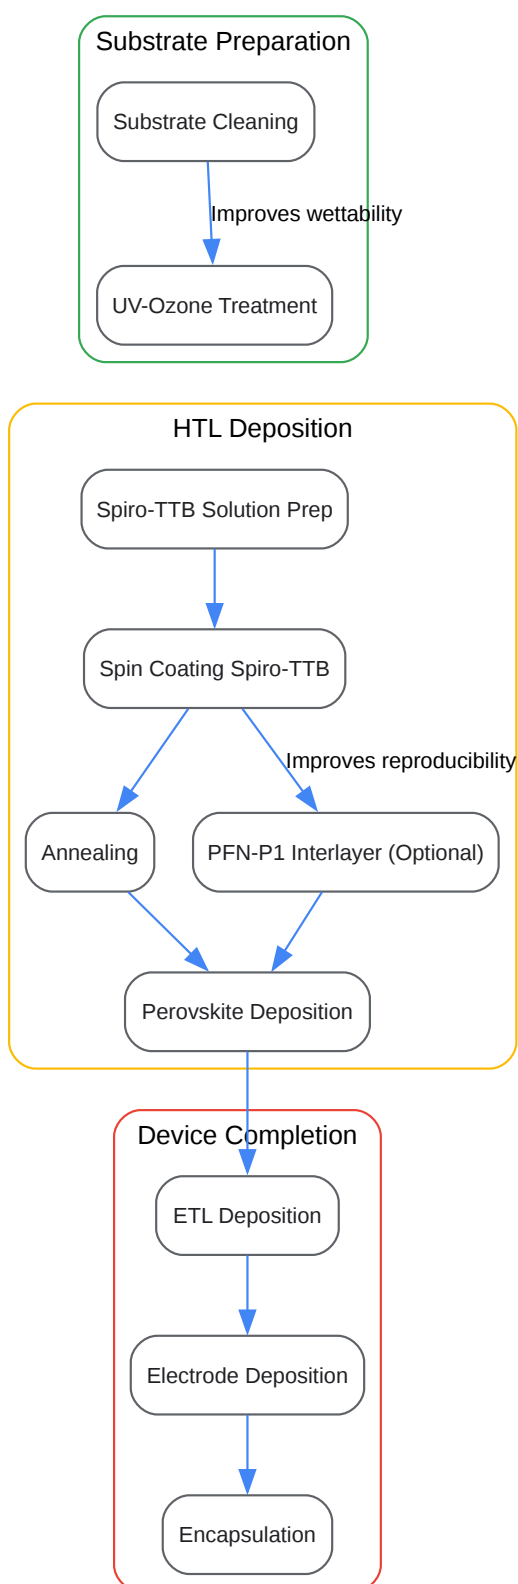 Substrate Preparation
Substrate Cleaning
Improves wettability
UV-Ozone Treatment
HTL Deposition
Spiro-TTB Solution Prep
Spin Coating Spiro-TTB
Improves reproducibility
Annealing
PFN-P1 Interlayer (Optional)
Perovskite Deposition
Device Completion
ETL Deposition
Electrode Deposition
Encapsulation